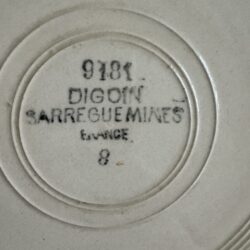 9181
DIGOIN
SARREGUEMINES
FRANCE
8